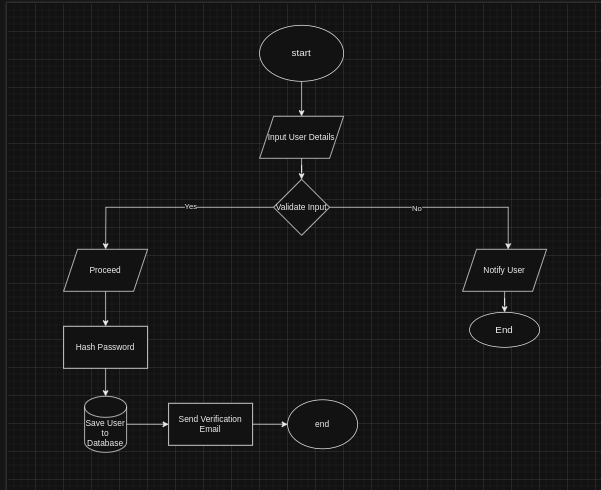 start
Input User Details
Validate Input
Yes
No
Proceed
Notify User
End
Hash Password
Save User
to
Database
Send Verification
Email
end